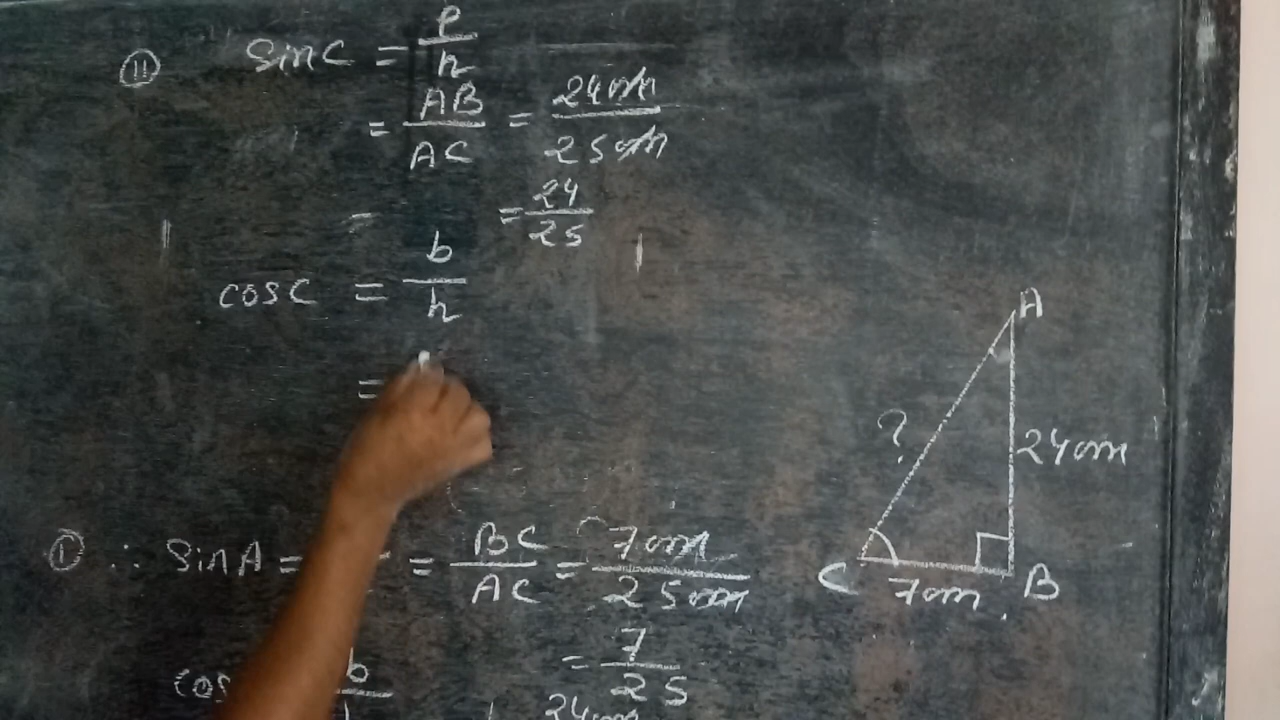 (II) sinC = P/h
= AB/AC = 24cm/25cm
= 24/25
cosC = b/h
=
(I) ∴ SinA = = BC/AC = 7cm/25cm
= 7/25
cos b
24cm
A
?
24cm
C 7cm B